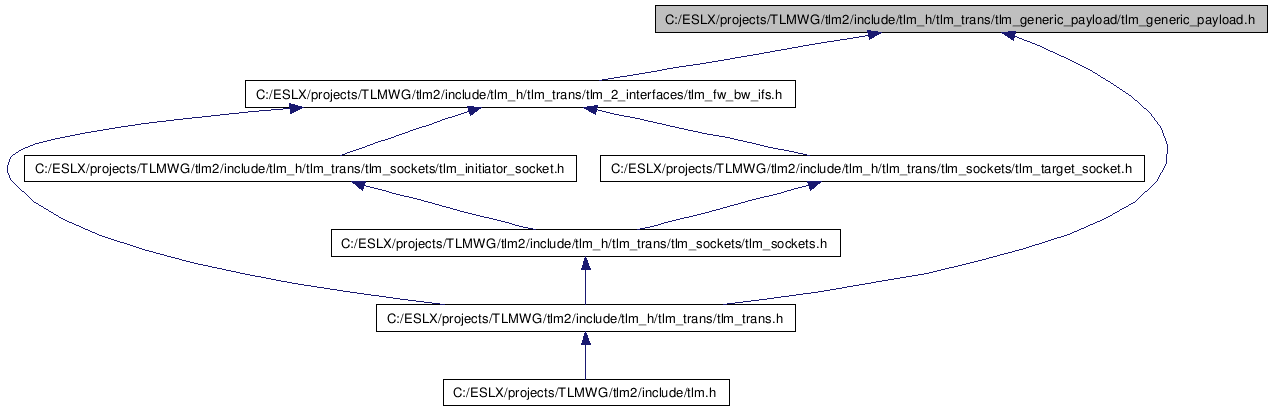 C:/ESLX/projects/TLMWG/tlm2/include/tlm_h/tlm_trans/tlm_generic_payload/tlm_generic_payload.h
C:/ESLX/projects/TLMWG/tlm2/include/tlm_h/tlm_trans/tlm_2_interfaces/tlm_fw_bw_ifs.h
C:/ESLX/projects/TLMWG/tlm2/include/tlm_h/tlm_trans/tlm_sockets/tlm_initiator_socket.h
C:/ESLX/projects/TLMWG/tlm2/include/tlm_h/tlm_trans/tlm_sockets/tlm_target_socket.h
C:/ESLX/projects/TLMWG/tlm2/include/tlm_h/tlm_trans/tlm_sockets/tlm_sockets.h
C:/ESLX/projects/TLMWG/tlm2/include/tlm_h/tlm_trans/tlm_trans.h
C:/ESLX/projects/TLMWG/tlm2/include/tlm.h